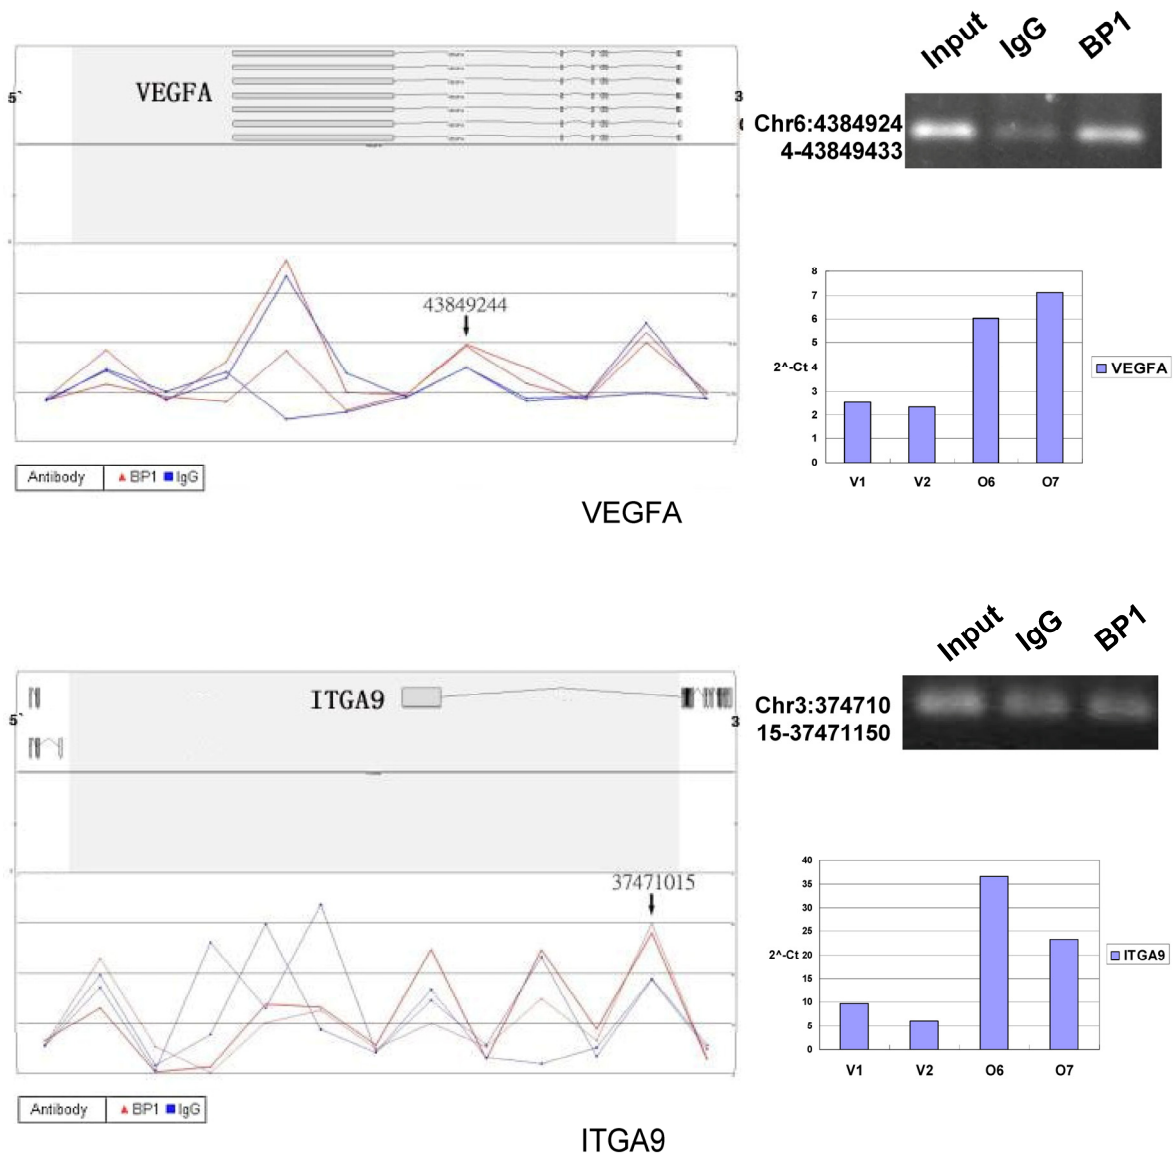 Input IgG BP1
5`
VEGFA
3
Chr6:4384924
4-43849433
43849244
8
7
6
5
2^-Ct 4
3
2
1
0
V1 V2 O6 O7
VEGFA
Antibody BP1 IgG
VEGFA
Input IgG BP1
5`
ITGA9
3
Chr3:374710
15-37471150
37471015
40
35
30
25
2^-Ct 20
15
10
5
0
V1 V2 O6 O7
ITGA9
Antibody BP1 IgG
ITGA9